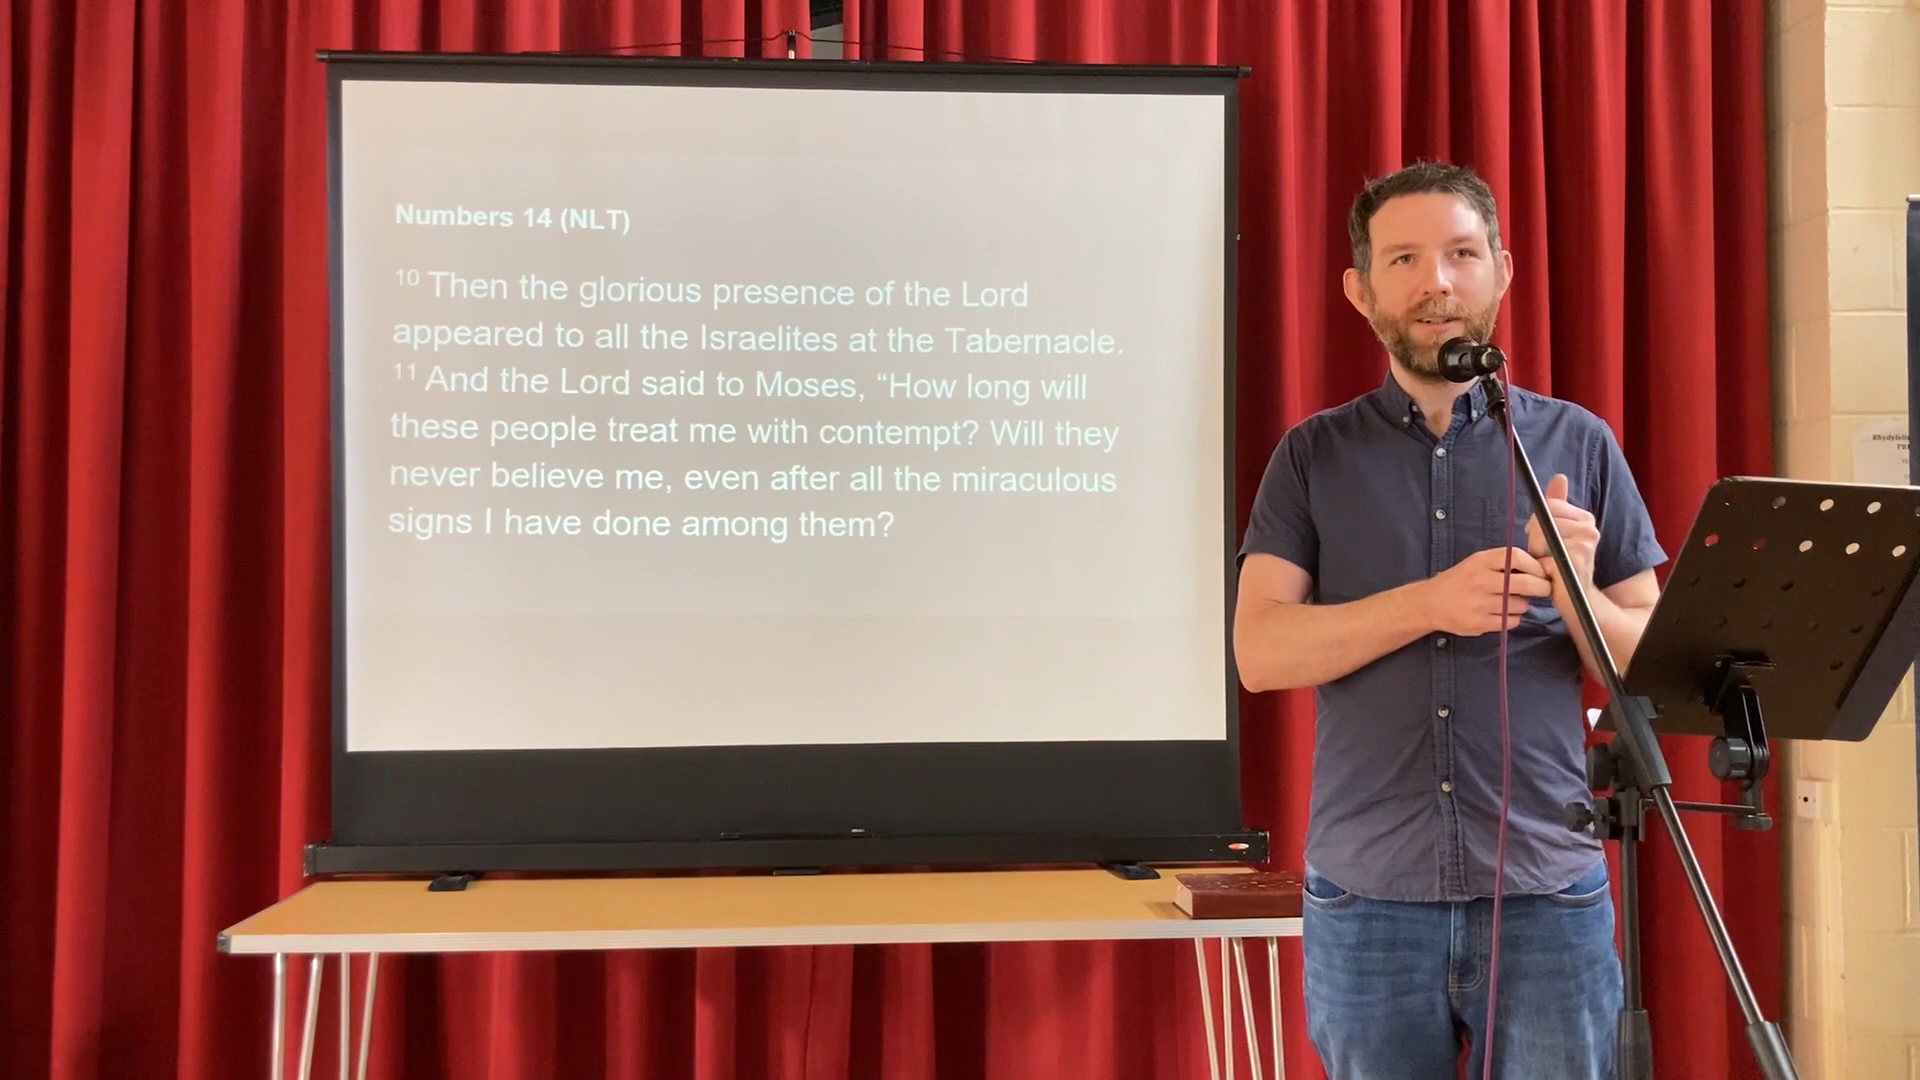 Numbers 14 (NLT)
10 Then the glorious presence of the Lord
appeared to all the Israelites at the Tabernacle.
11 And the Lord said to Moses, “How long will
these people treat me with contempt? Will they
never believe me, even after all the miraculous
signs I have done among them?